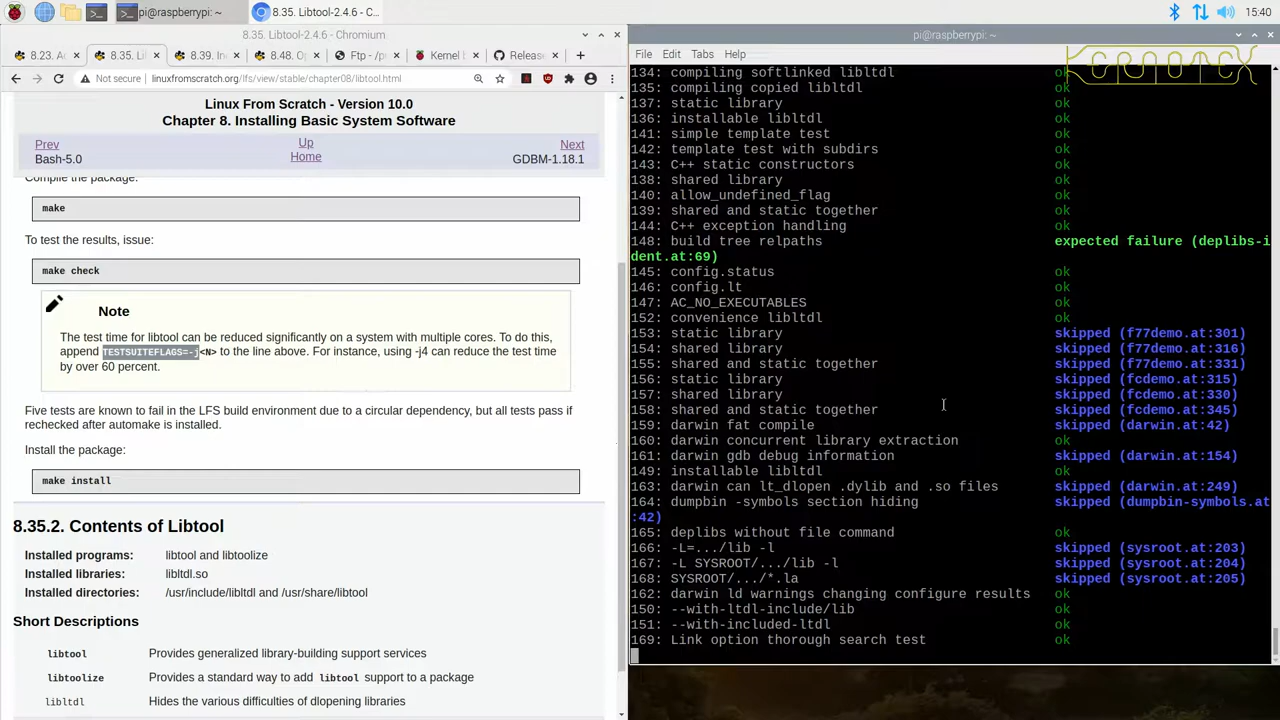 pi@raspberrypi: ~
8.35. Libtool-2.4.6 - C...
15:40
8.35. Libtool-2.4.6 - Chromium
8.23. Ac
8.35. Lib
8.39. Ine
8.48. Op
Ftp - /pu
Kernel b
Release
Not secure | linuxfromscratch.org/lfs/view/stable/chapter08/libtool.html
Linux From Scratch - Version 10.0
Chapter 8. Installing Basic System Software
Prev
Up
Next
Bash-5.0
Home
GDBM-1.18.1
Compile the package:
make
To test the results, issue:
make check
Note
The test time for libtool can be reduced significantly on a system with multiple cores. To do this,
append TESTSUITEFLAGS=-j<N> to the line above. For instance, using -j4 can reduce the test time
by over 60 percent.
Five tests are known to fail in the LFS build environment due to a circular dependency, but all tests pass if
rechecked after automake is installed.
Install the package:
make install
8.35.2. Contents of Libtool
Installed programs: libtool and libtoolize
Installed libraries: libltdl.so
Installed directories: /usr/include/libltdl and /usr/share/libtool
Short Descriptions
libtool Provides generalized library-building support services
libtoolize Provides a standard way to add libtool support to a package
libltdl Hides the various difficulties of dlopening libraries
pi@raspberrypi: ~
File Edit Tabs Help
134: compiling softlinked libltdl ok
135: compiling copied libltdl ok
137: static library ok
136: installable libltdl ok
141: simple template test ok
142: template test with subdirs ok
143: C++ static constructors ok
138: shared library ok
140: allow_undefined_flag ok
139: shared and static together ok
144: C++ exception handling ok
148: build tree relpaths expected failure (deplibs-i
dent.at:69)
145: config.status ok
146: config.lt ok
147: AC_NO_EXECUTABLES ok
152: convenience libltdl ok
153: static library skipped (f77demo.at:301)
154: shared library skipped (f77demo.at:316)
155: shared and static together skipped (f77demo.at:331)
156: static library skipped (fcdemo.at:315)
157: shared library skipped (fcdemo.at:330)
158: shared and static together skipped (fcdemo.at:345)
159: darwin fat compile skipped (darwin.at:42)
160: darwin concurrent library extraction ok
161: darwin gdb debug information skipped (darwin.at:154)
149: installable libltdl ok
163: darwin can lt_dlopen .dylib and .so files skipped (darwin.at:249)
164: dumpbin -symbols section hiding skipped (dumpbin-symbols.at
:42)
165: deplibs without file command ok
166: -L=.../lib -l skipped (sysroot.at:203)
167: -L SYSROOT/.../lib -l skipped (sysroot.at:204)
168: SYSROOT/.../*.la skipped (sysroot.at:205)
162: darwin ld warnings changing configure results ok
150: --with-ltdl-include/lib ok
151: --with-included-ltdl ok
169: Link option thorough search test ok